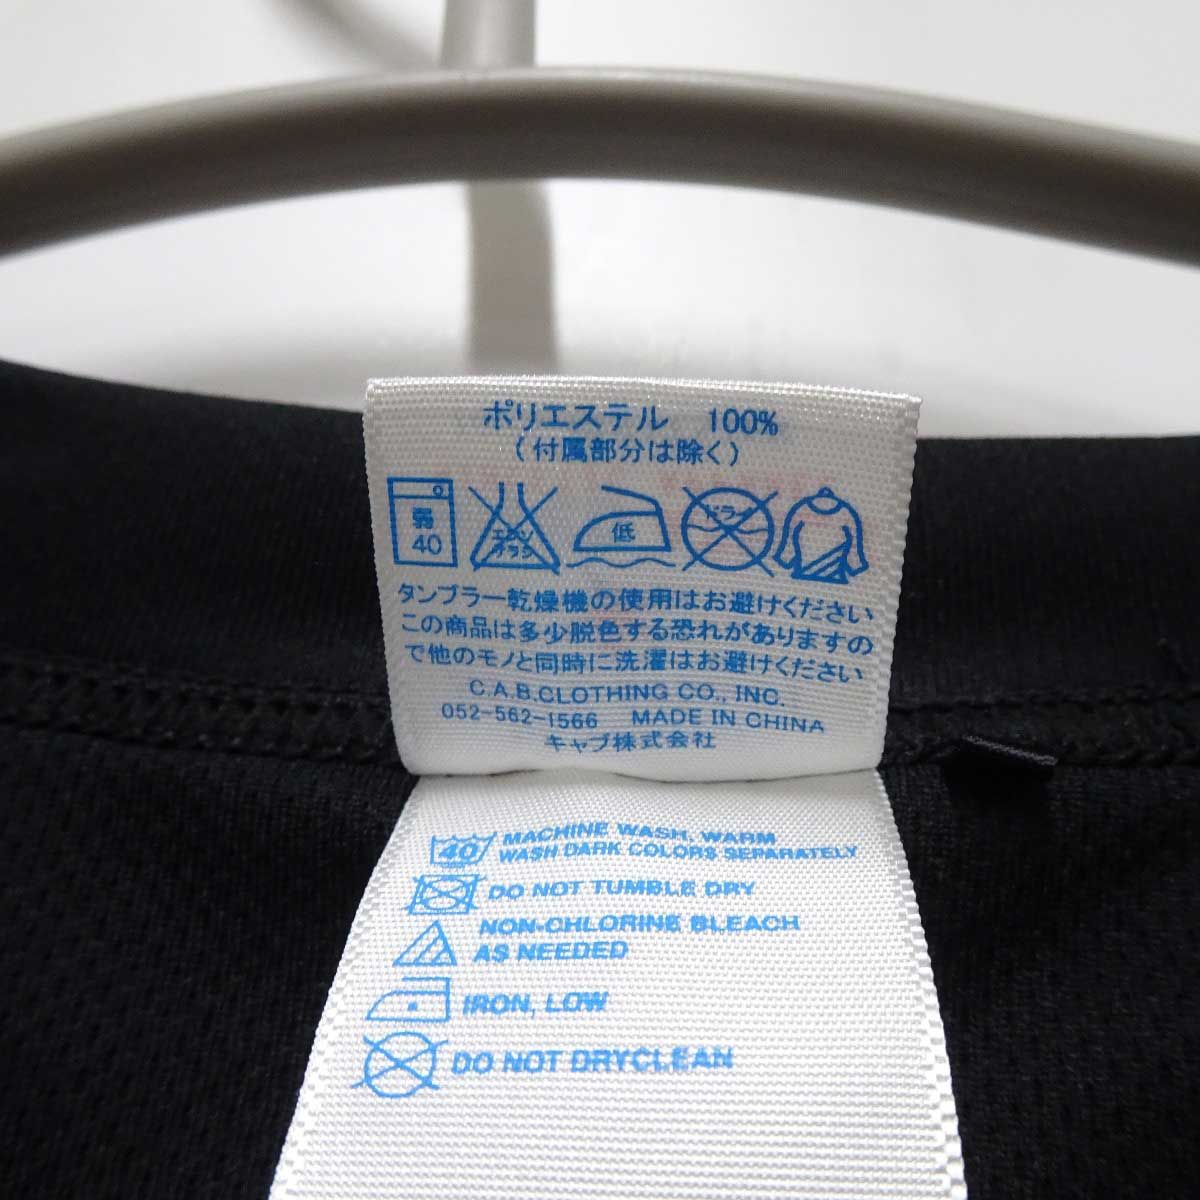 ポリエステル 100%
(付属部分は除く)
弱
40
エンソ
チラシ
低
ドライ
タンブラー乾燥機の使用はお避けください
この商品は多少脱色する恐れがありますの
で他のモノと同時に洗濯はお避けください
C.A.B.CLOTHING CO., INC.
052-562-1566 MADE IN CHINA
キャブ株式会社
40 MACHINE WASH, WARM
WASH DARK COLORS SEPARATELY
DO NOT TUMBLE DRY
NON-CHLORINE BLEACH
AS NEEDED
IRON, LOW
DO NOT DRYCLEAN